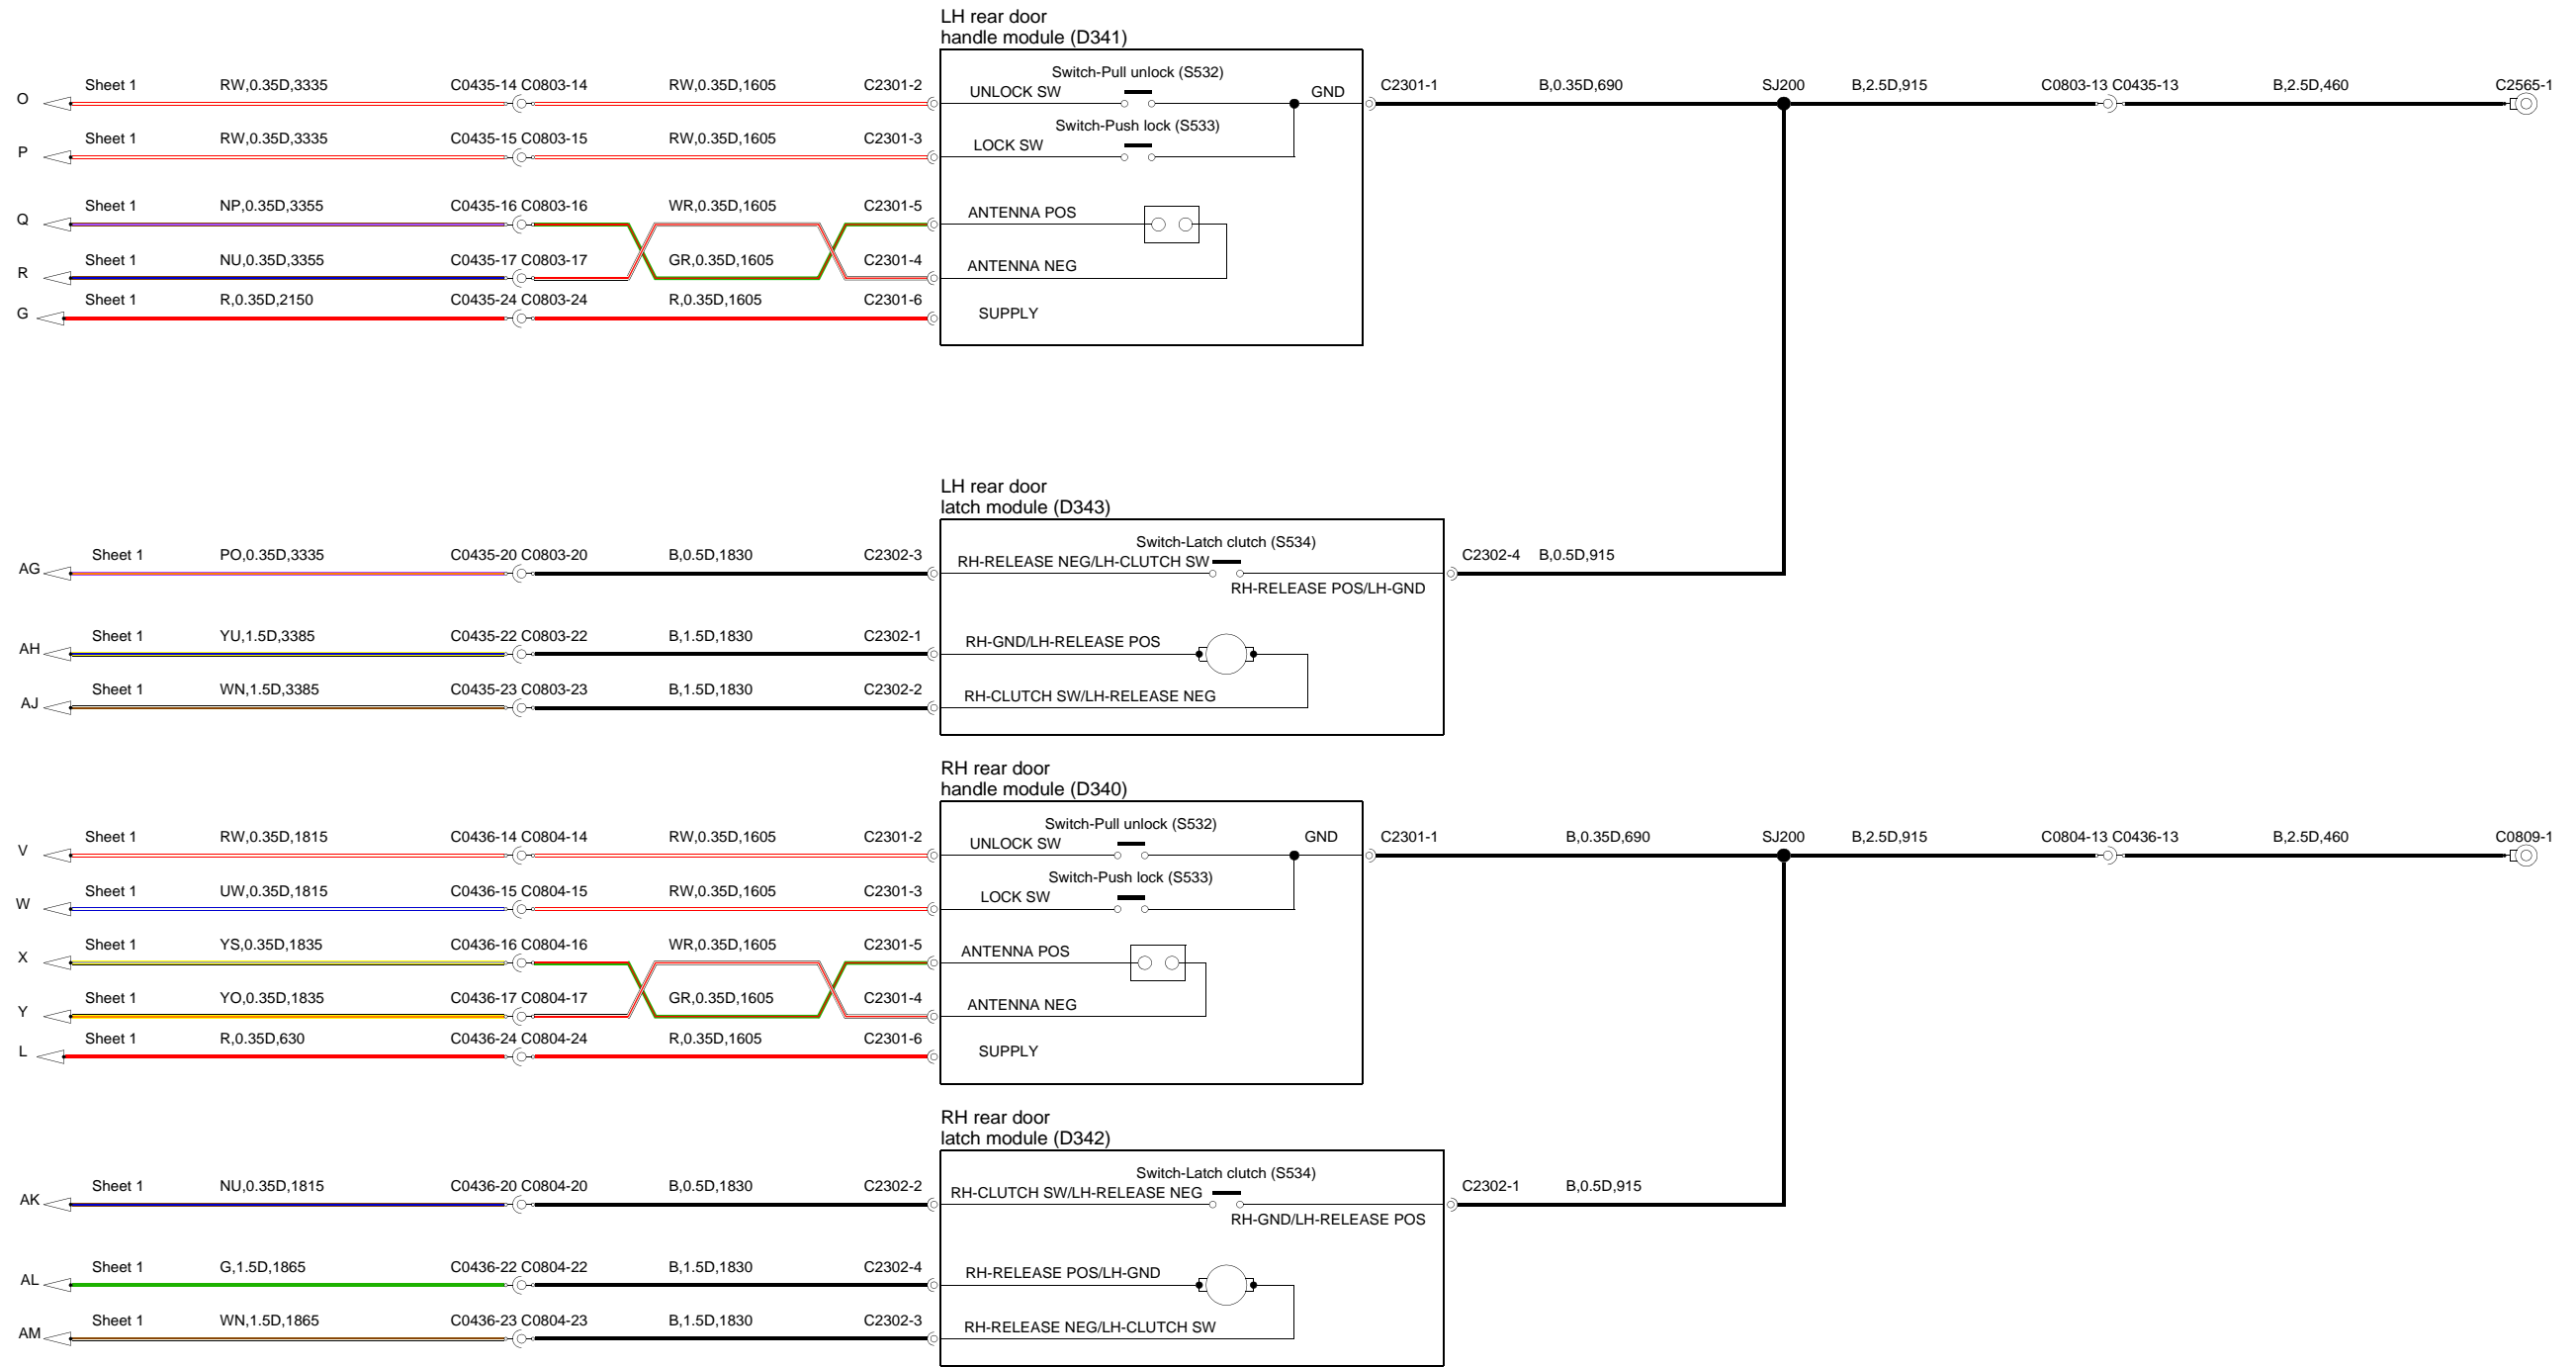 LH rear door
handle module (D341)
O Sheet 1 RW,0.35D,3335 C0435-14 C0803-14 RW,0.35D,1605 C2301-2
Switch-Pull unlock (S532)
UNLOCK SW GND
C2301-1 B,0.35D,690 SJ200 B,2.5D,915 C0803-13 C0435-13 B,2.5D,460 C2565-1
P Sheet 1 RW,0.35D,3335 C0435-15 C0803-15 RW,0.35D,1605 C2301-3
Switch-Push lock (S533)
LOCK SW
Q Sheet 1 NP,0.35D,3355 C0435-16 C0803-16 WR,0.35D,1605 C2301-5
ANTENNA POS
R Sheet 1 NU,0.35D,3355 C0435-17 C0803-17 GR,0.35D,1605 C2301-4
ANTENNA NEG
G Sheet 1 R,0.35D,2150 C0435-24 C0803-24 R,0.35D,1605 C2301-6
SUPPLY
LH rear door
latch module (D343)
AG Sheet 1 PO,0.35D,3335 C0435-20 C0803-20 B,0.5D,1830 C2302-3
Switch-Latch clutch (S534)
RH-RELEASE NEG/LH-CLUTCH SW
RH-RELEASE POS/LH-GND
C2302-4 B,0.5D,915
AH Sheet 1 YU,1.5D,3385 C0435-22 C0803-22 B,1.5D,1830 C2302-1
RH-GND/LH-RELEASE POS
AJ Sheet 1 WN,1.5D,3385 C0435-23 C0803-23 B,1.5D,1830 C2302-2
RH-CLUTCH SW/LH-RELEASE NEG
RH rear door
handle module (D340)
V Sheet 1 RW,0.35D,1815 C0436-14 C0804-14 RW,0.35D,1605 C2301-2
Switch-Pull unlock (S532)
UNLOCK SW GND
C2301-1 B,0.35D,690 SJ200 B,2.5D,915 C0804-13 C0436-13 B,2.5D,460 C0809-1
W Sheet 1 UW,0.35D,1815 C0436-15 C0804-15 RW,0.35D,1605 C2301-3
Switch-Push lock (S533)
LOCK SW
X Sheet 1 YS,0.35D,1835 C0436-16 C0804-16 WR,0.35D,1605 C2301-5
ANTENNA POS
Y Sheet 1 YO,0.35D,1835 C0436-17 C0804-17 GR,0.35D,1605 C2301-4
ANTENNA NEG
L Sheet 1 R,0.35D,630 C0436-24 C0804-24 R,0.35D,1605 C2301-6
SUPPLY
RH rear door
latch module (D342)
AK Sheet 1 NU,0.35D,1815 C0436-20 C0804-20 B,0.5D,1830 C2302-2
Switch-Latch clutch (S534)
RH-CLUTCH SW/LH-RELEASE NEG
RH-GND/LH-RELEASE POS
C2302-1 B,0.5D,915
AL Sheet 1 G,1.5D,1865 C0436-22 C0804-22 B,1.5D,1830 C2302-4
RH-RELEASE POS/LH-GND
AM Sheet 1 WN,1.5D,1865 C0436-23 C0804-23 B,1.5D,1830 C2302-3
RH-RELEASE NEG/LH-CLUTCH SW